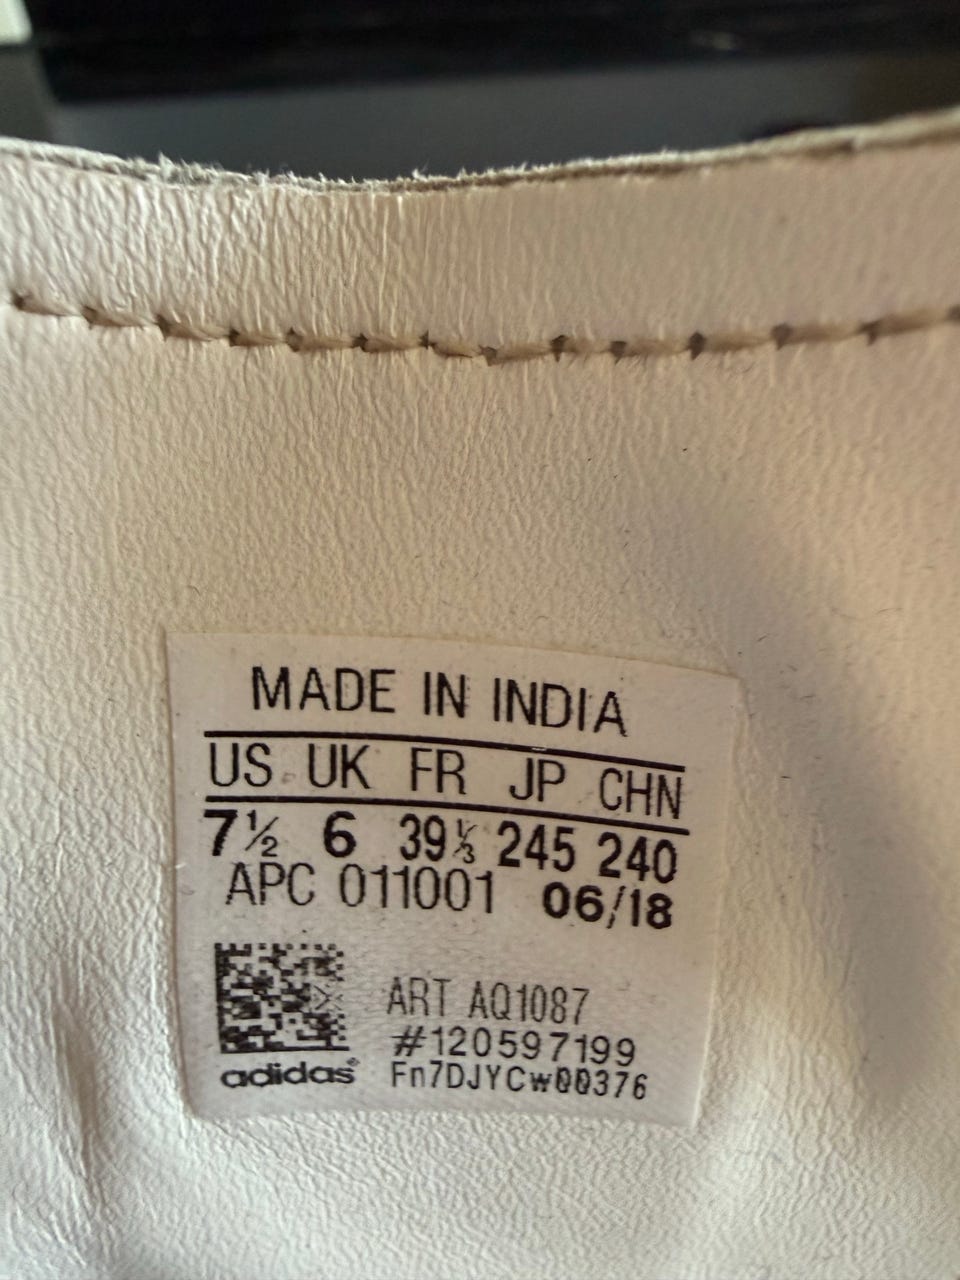 MADE IN INDIA
US UK FR JP CHN
7½ 6 39⅓ 245 240
APC 011001 06/18
ART AQ1087
#120597199
adidas® Fn7DJYCw00376